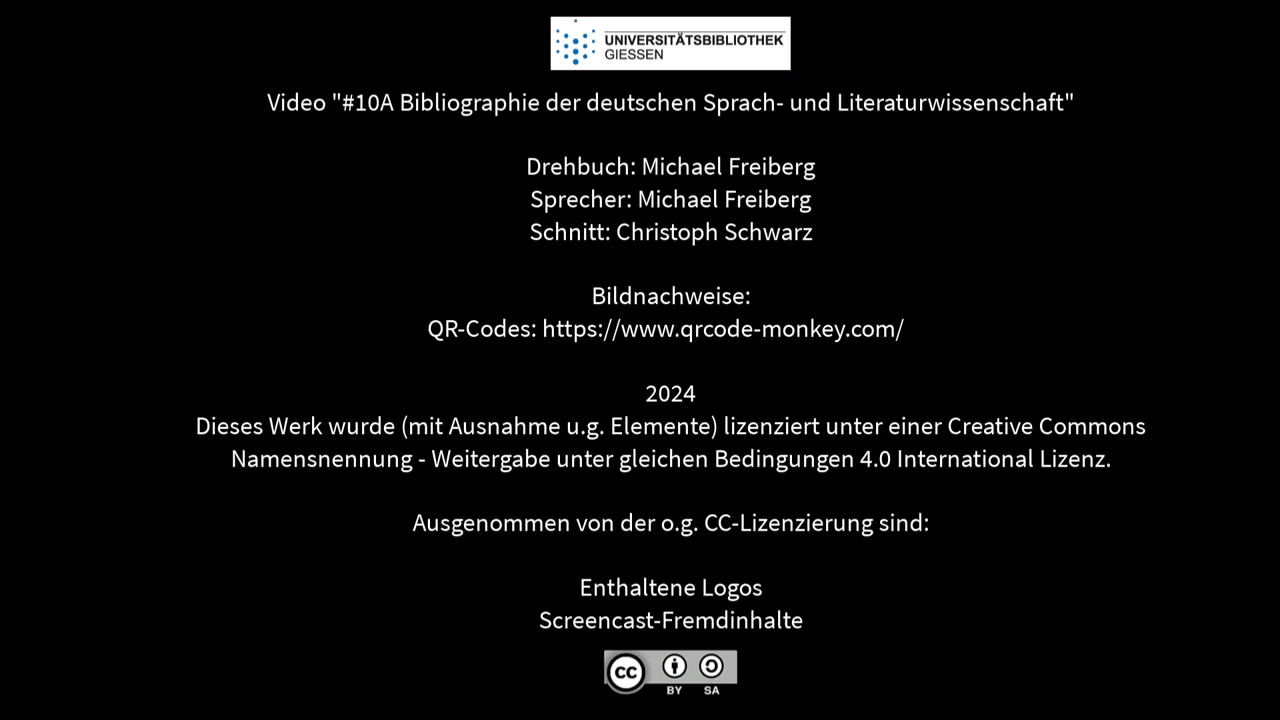 UNIVERSITÄTSBIBLIOTHEK
GIESSEN
Video "#10A Bibliographie der deutschen Sprach- und Literaturwissenschaft"
Drehbuch: Michael Freiberg
Sprecher: Michael Freiberg
Schnitt: Christoph Schwarz
Bildnachweise:
QR-Codes: https://www.qrcode-monkey.com/
2024
Dieses Werk wurde (mit Ausnahme u.g. Elemente) lizenziert unter einer Creative Commons
Namensnennung - Weitergabe unter gleichen Bedingungen 4.0 International Lizenz.
Ausgenommen von der o.g. CC-Lizenzierung sind:
Enthaltene Logos
Screencast-Fremdinhalte
CC
BY SA